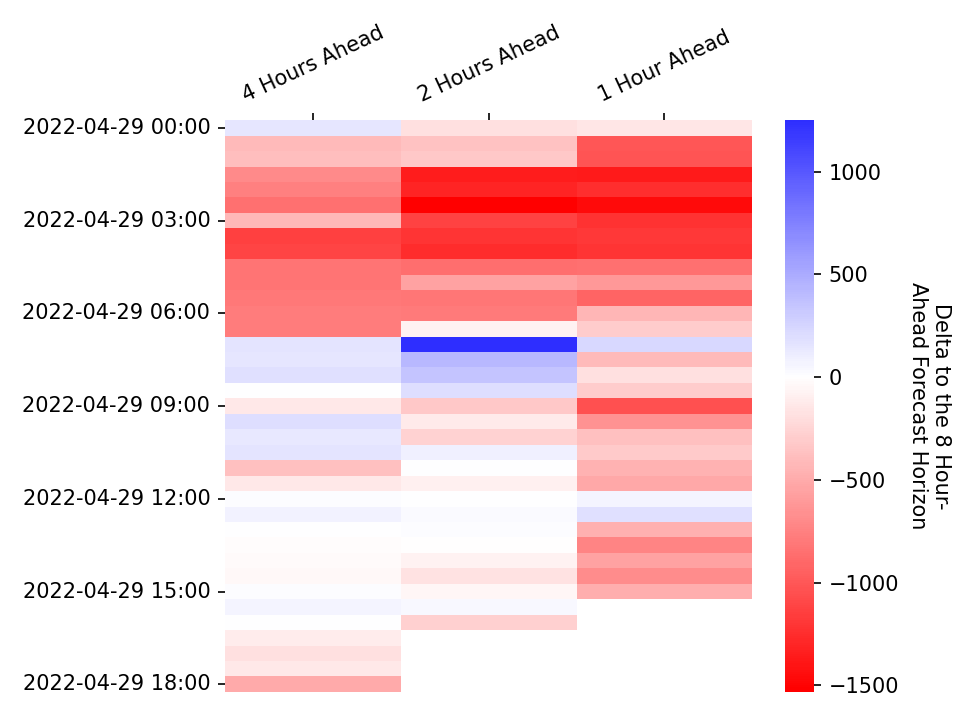 4 Hours Ahead
2 Hours Ahead
1 Hour Ahead
2022-04-29 00:00
2022-04-29 03:00
2022-04-29 06:00
2022-04-29 09:00
2022-04-29 12:00
2022-04-29 15:00
2022-04-29 18:00
1000
500
0
−500
−1000
−1500
Delta to the 8 Hour-
Ahead Forecast Horizon